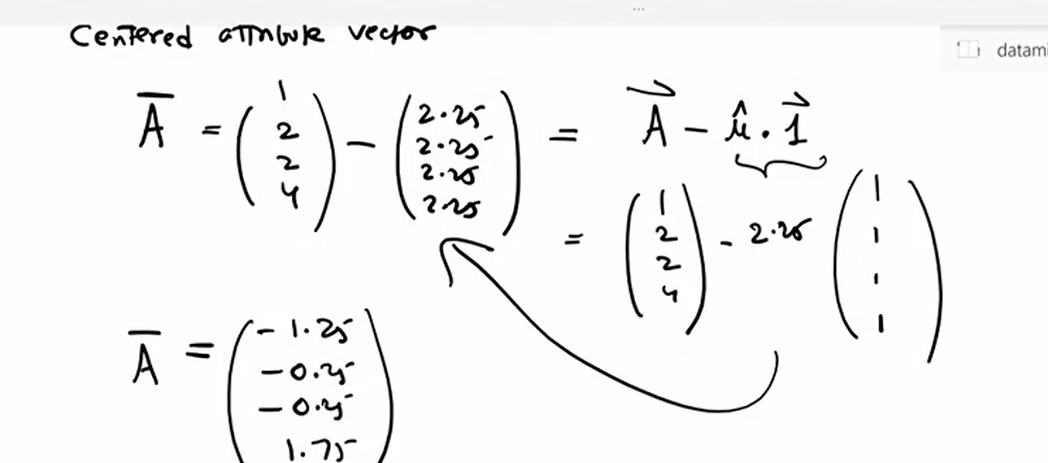 Centered attribute vector
datami
A̅ = (1 2 2 4) − (2.25 2.25 2.25 2.25) = A⃗ − μ̂ . 1⃗
= (1 2 2 4) − 2.25 (1 1 1 1)
A̅ = (−1.25 −0.25 −0.25 1.75)